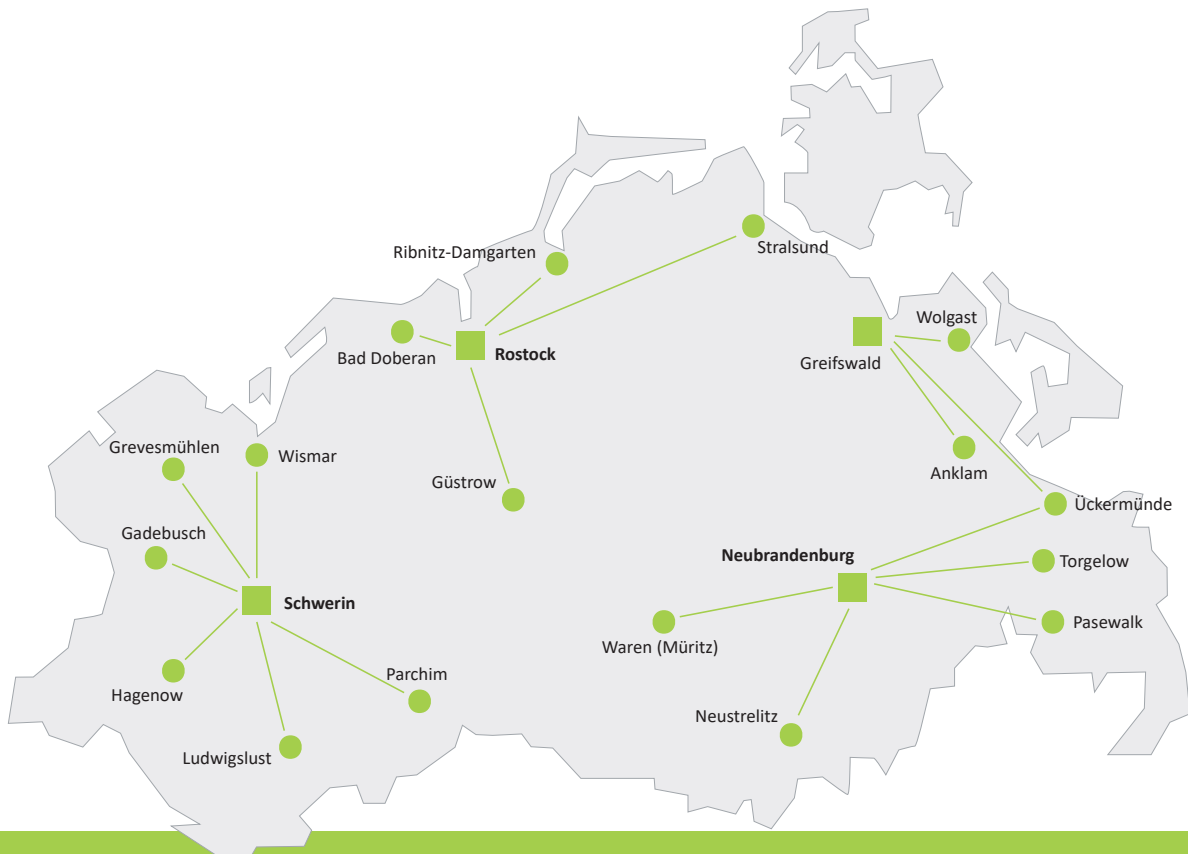 Stralsund
Ribnitz-Damgarten
Wolgast
Bad Doberan
Rostock
Greifswald
Grevesmühlen
Wismar
Anklam
Güstrow
Ückermünde
Gadebusch
Neubrandenburg
Torgelow
Schwerin
Pasewalk
Waren (Müritz)
Parchim
Hagenow
Neustrelitz
Ludwigslust